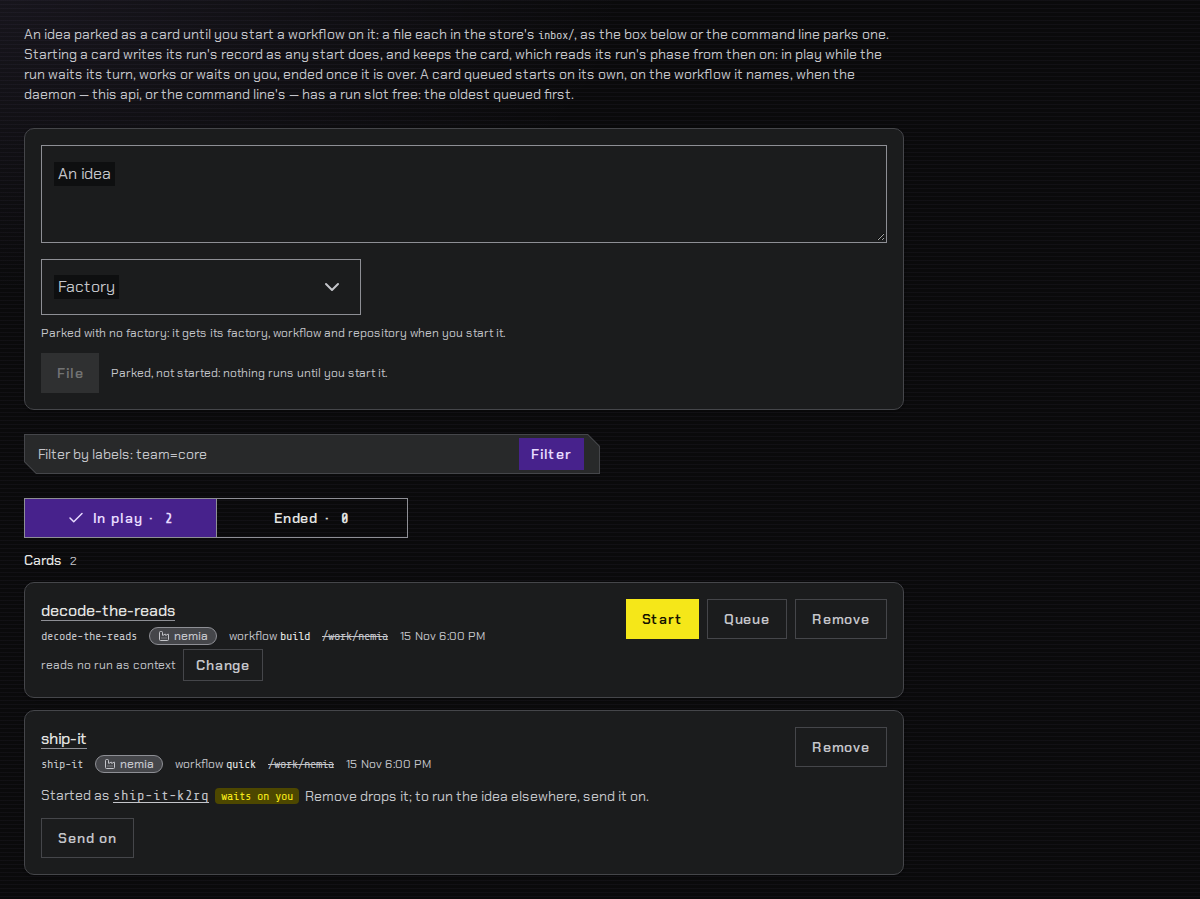 An idea parked as a card until you start a workflow on it: a file each in the store's inbox/, as the box below or the command line parks one.
Starting a card writes its run's record as any start does, and keeps the card, which reads its run's phase from then on: in play while the
run waits its turn, works or waits on you, ended once it is over. A card queued starts on its own, on the workflow it names, when the
daemon — this api, or the command line's — has a run slot free: the oldest queued first.
An idea
Factory
Parked with no factory: it gets its factory, workflow and repository when you start it.
File Parked, not started: nothing runs until you start it.
Filter by labels: team=core Filter
In play · 2 Ended · 0
Cards 2
decode-the-reads Start Queue Remove
decode-the-reads nemia workflow build /work/nemia 15 Nov 6:00 PM
reads no run as context Change
ship-it Remove
ship-it nemia workflow quick /work/nemia 15 Nov 6:00 PM
Started as ship-it-k2rq waits on you Remove drops it; to run the idea elsewhere, send it on.
Send on